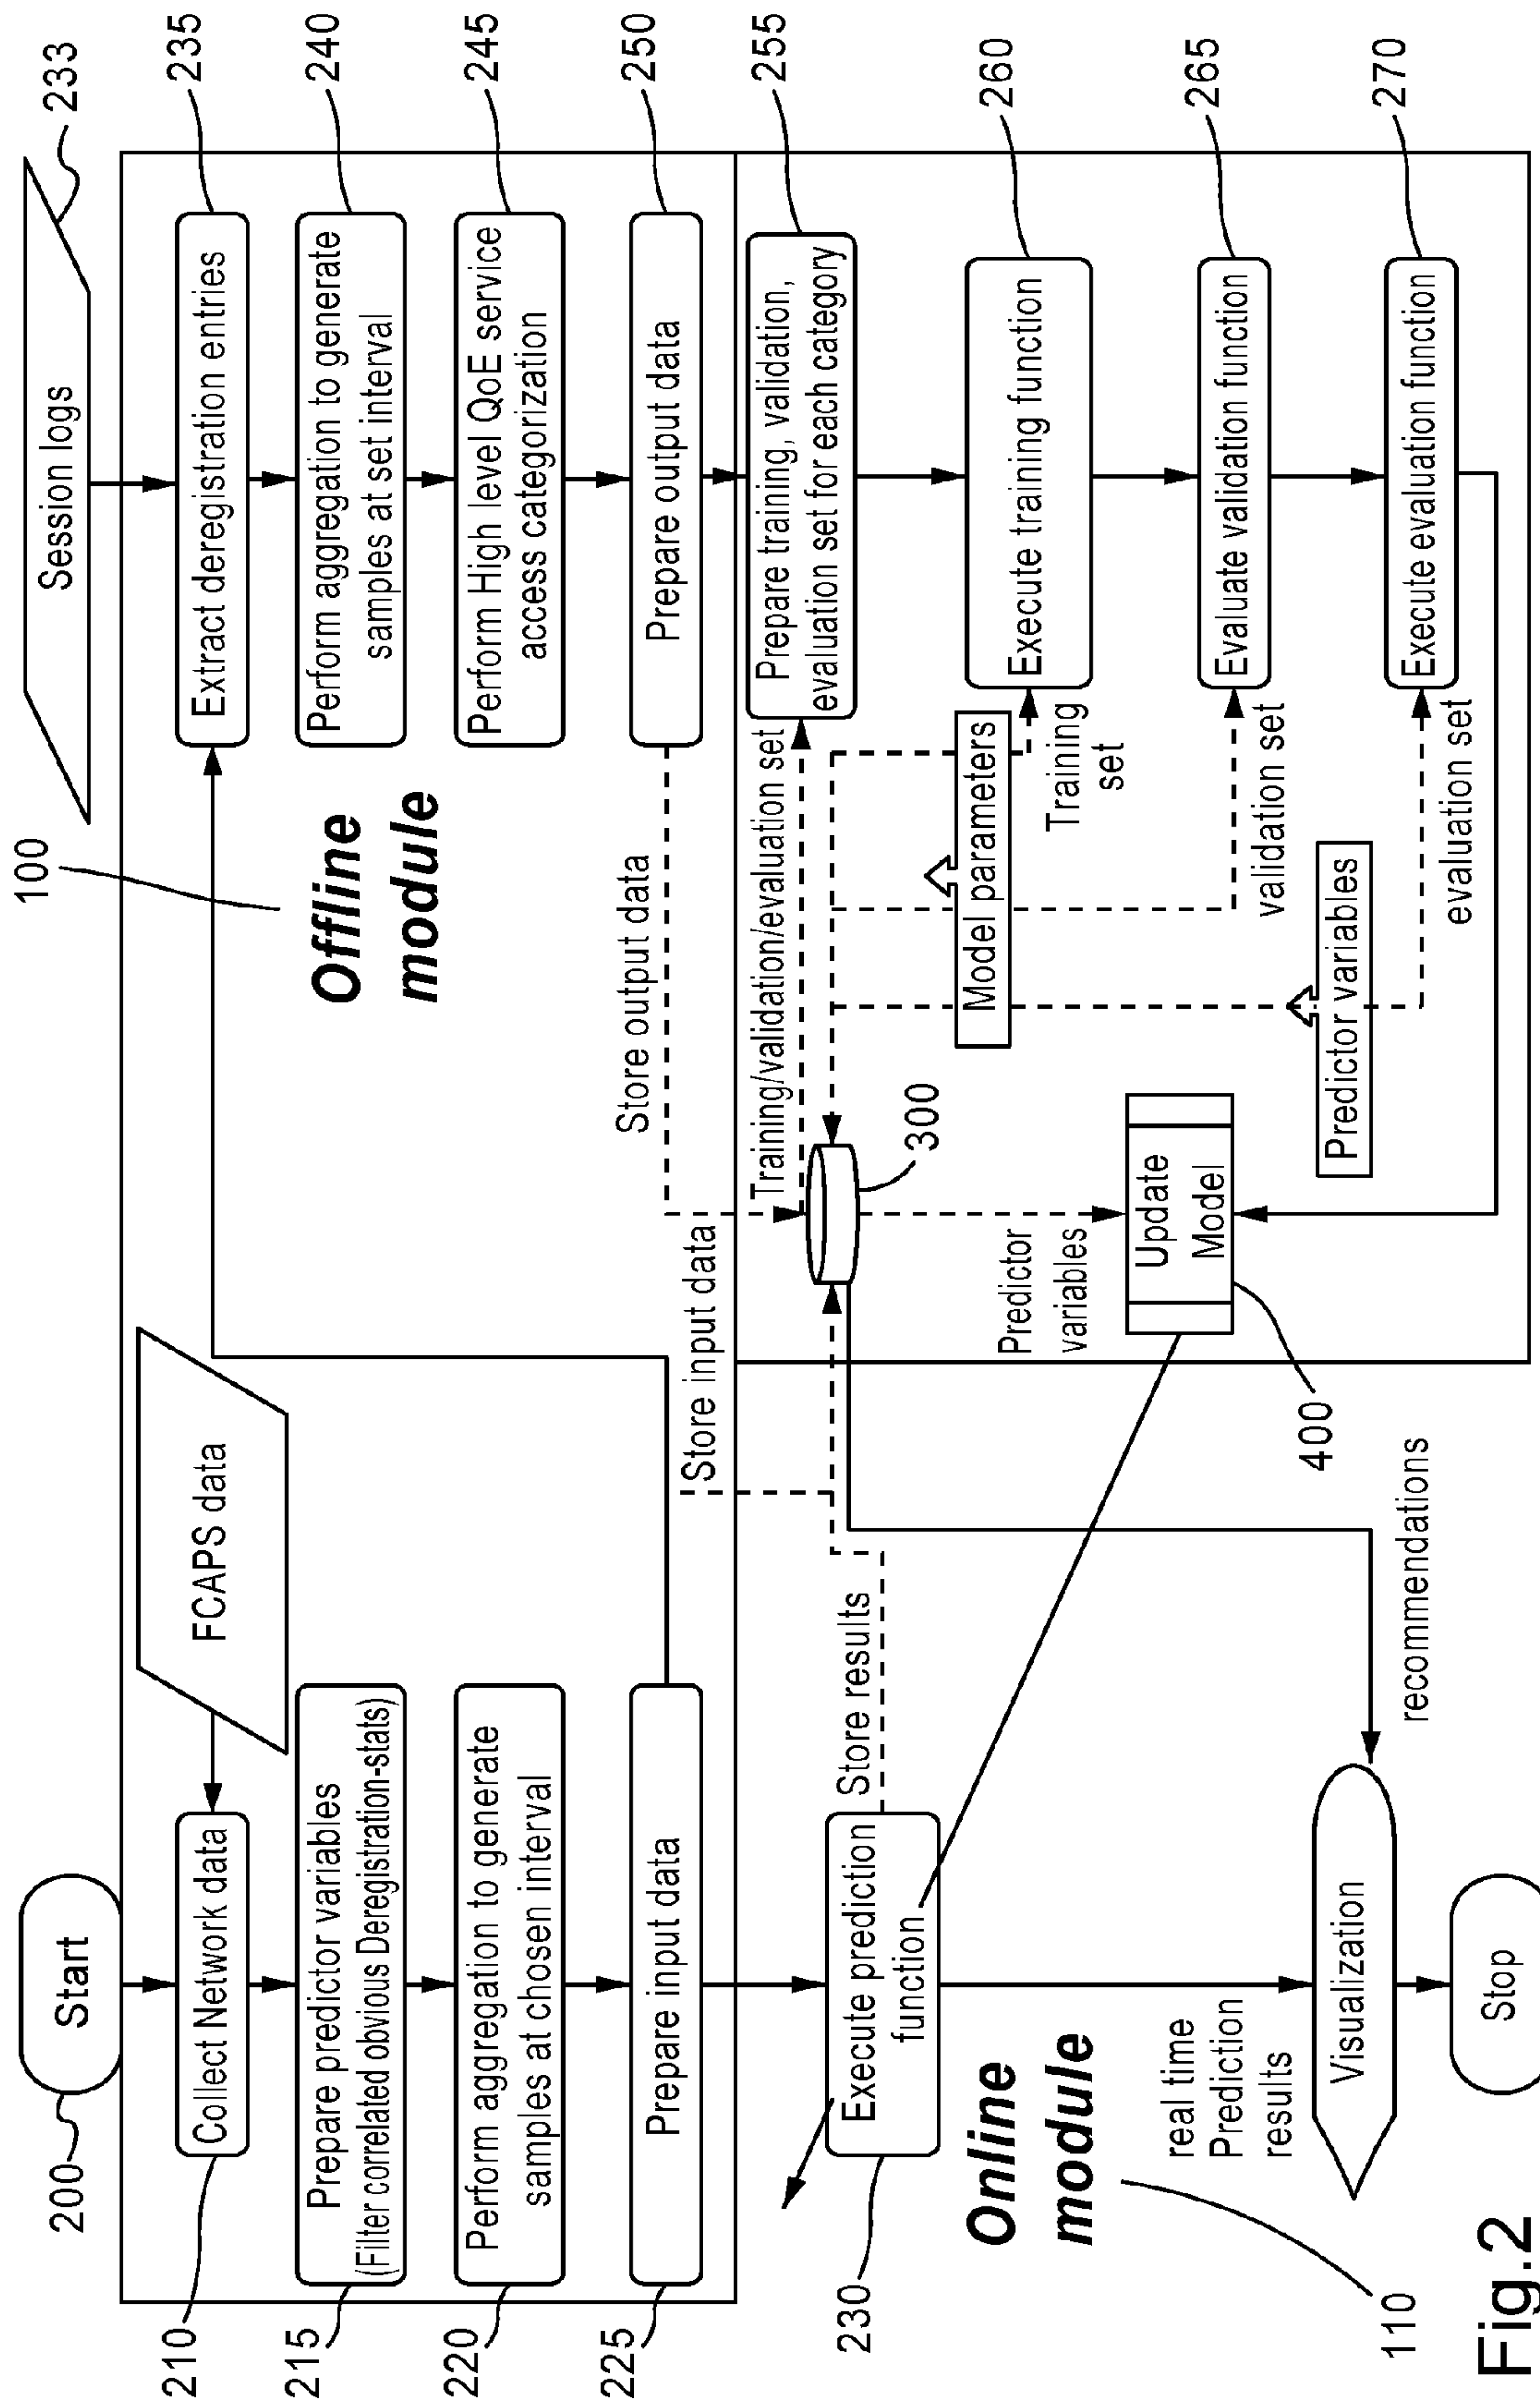 200
Start
210
Collect Network data
FCAPS data
215
Prepare predictor variables
(Filter correlated obvious Deregistration-stats)
220
Perform aggregation to generate
samples at chosen interval
225
Prepare input data
100
Offline
module
Session logs
233
Extract deregistration entries
235
Perform aggregation to generate
samples at set interval
240
Perform High level QoE service
access categorization
245
Prepare output data
250
Store output data
Store input data
Training/validation/evaluation set
Prepare training, validation,
evaluation set for each category
255
230
Execute prediction
function
Store results
300
Model parameters
Training
set
Execute training function
260
Online
module
110
Predictor
variables
Update
Model
400
validation set
Evaluate validation function
265
real time
Prediction
results
Predictor variables
evaluation set
Execute evaluation function
270
Visualization
recommendations
Stop
Fig.2